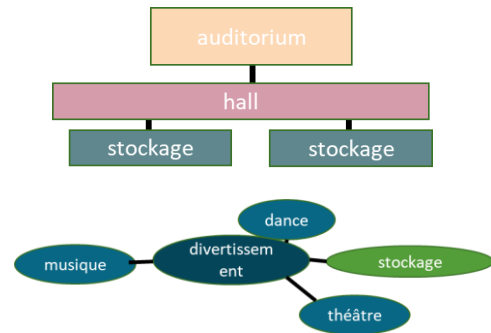 auditorium
hall
stockage
stockage
dance
divertissem
ent
musique
stockage
théâtre